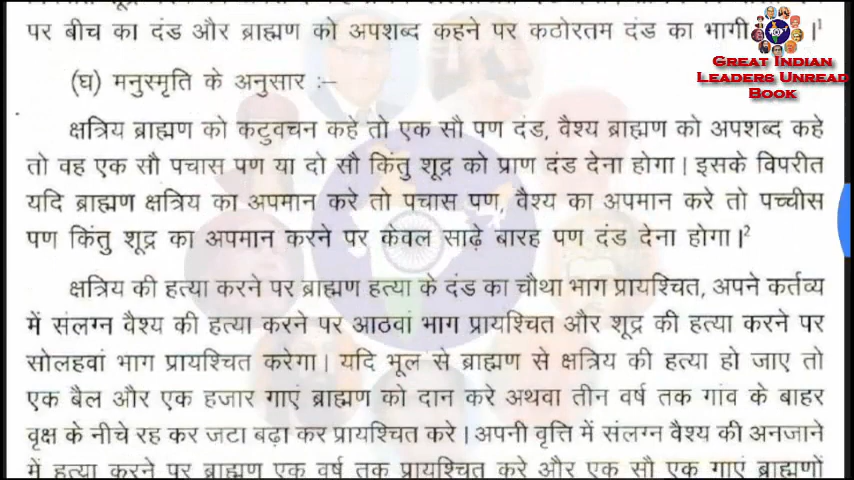 पर बीच का दंड और ब्राह्मण को अपशब्द कहने पर कठोरतम दंड का भागी
GREAT INDIAN
LEADERS UNREAD
BOOK
(घ) मनुस्मृति के अनुसार :–
क्षत्रिय ब्राह्मण को कटुवचन कहे तो एक सौ पण दंड, वैश्य ब्राह्मण को अपशब्द कहे
तो वह एक सौ पचास पण या दो सौ किंतु शूद्र को प्राण दंड देना होगा। इसके विपरीत
यदि ब्राह्मण क्षत्रिय का अपमान करे तो पचास पण, वैश्य का अपमान करे तो पच्चीस
पण किंतु शूद्र का अपमान करने पर केवल साढ़े बारह पण दंड देना होगा।²
क्षत्रिय की हत्या करने पर ब्राह्मण हत्या के दंड का चौथा भाग प्रायश्चित, अपने कर्तव्य
में संलग्न वैश्य की हत्या करने पर आठवां भाग प्रायश्चित और शूद्र की हत्या करने पर
सोलहवां भाग प्रायश्चित करेगा। यदि भूल से ब्राह्मण से क्षत्रिय की हत्या हो जाए तो
एक बैल और एक हजार गाएं ब्राह्मण को दान करे अथवा तीन वर्ष तक गांव के बाहर
वृक्ष के नीचे रह कर जटा बढ़ा कर प्रायश्चित करे। अपनी वृत्ति में संलग्न वैश्य की अनजाने
में हत्या करने पर ब्राह्मण एक वर्ष तक प्रायश्चित करे और एक सौ एक गाएं ब्राह्मणों